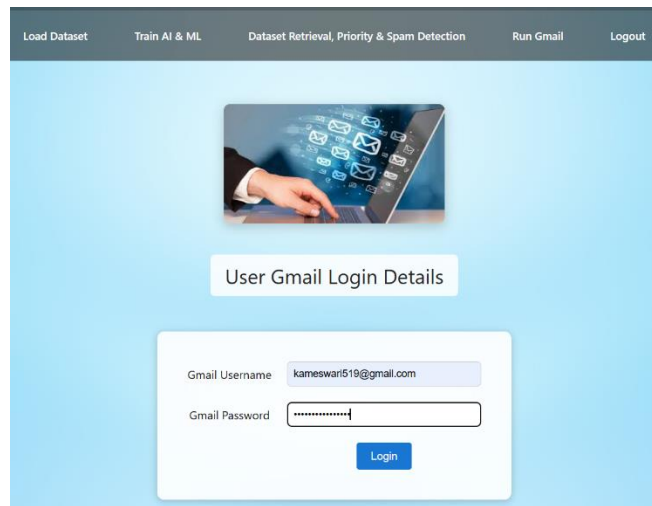 Load Dataset Train AI & ML Dataset Retrieval, Priority & Spam Detection Run Gmail Logout
User Gmail Login Details
Gmail Username kameswari519@gmail.com
Gmail Password ••••••••••••••••
Login